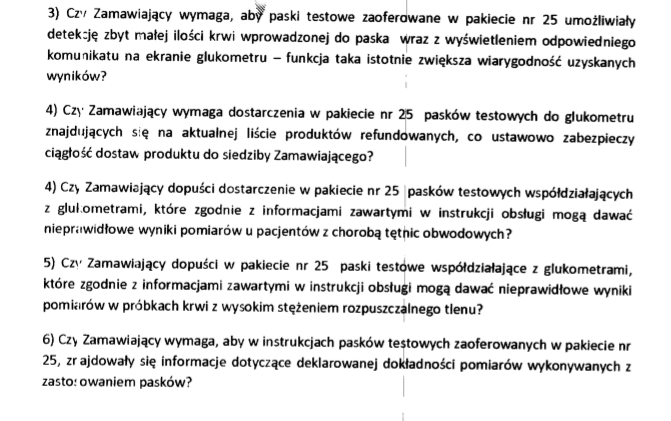 3) Czy Zamawiający wymaga, aby paski testowe zaoferowane w pakiecie nr 25 umożliwiały
detekcję zbyt małej ilości krwi wprowadzonej do paska wraz z wyświetleniem odpowiedniego
komunikatu na ekranie glukometru – funkcja taka istotnie zwiększa wiarygodność uzyskanych
wyników?
4) Czy Zamawiający wymaga dostarczenia w pakiecie nr 25 pasków testowych do glukometru
znajdujących się na aktualnej liście produktów refundowanych, co ustawowo zabezpieczy
ciągłość dostaw produktu do siedziby Zamawiającego?
4) Czy Zamawiający dopuści dostarczenie w pakiecie nr 25 pasków testowych współdziałających
z glukometrami, które zgodnie z informacjami zawartymi w instrukcji obsługi mogą dawać
nieprawidłowe wyniki pomiarów u pacjentów z chorobą tętnic obwodowych?
5) Czy Zamawiający dopuści w pakiecie nr 25 paski testowe współdziałające z glukometrami,
które zgodnie z informacjami zawartymi w instrukcji obsługi mogą dawać nieprawidłowe wyniki
pomiarów w próbkach krwi z wysokim stężeniem rozpuszczalnego tlenu?
6) Czy Zamawiający wymaga, aby w instrukcjach pasków testowych zaoferowanych w pakiecie nr
25, znajdowały się informacje dotyczące deklarowanej dokładności pomiarów wykonywanych z
zastosowaniem pasków?